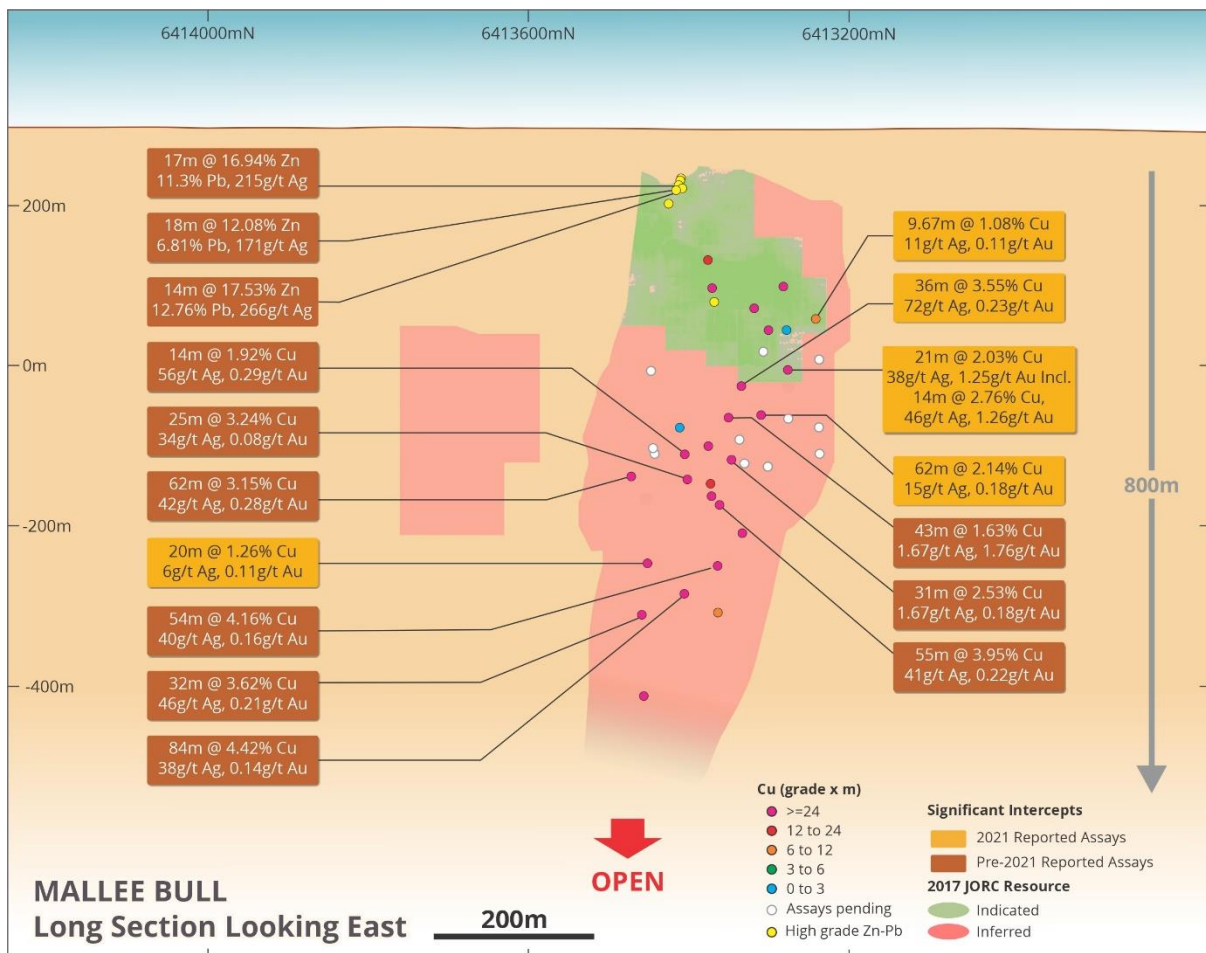 6414000mN
6413600mN
6413200mN
200m
0m
-200m
-400m
17m @ 16.94% Zn
11.3% Pb, 215g/t Ag
18m @ 12.08% Zn
6.81% Pb, 171g/t Ag
14m @ 17.53% Zn
12.76% Pb, 266g/t Ag
14m @ 1.92% Cu
56g/t Ag, 0.29g/t Au
25m @ 3.24% Cu
34g/t Ag, 0.08g/t Au
62m @ 3.15% Cu
42g/t Ag, 0.28g/t Au
20m @ 1.26% Cu
6g/t Ag, 0.11g/t Au
54m @ 4.16% Cu
40g/t Ag, 0.16g/t Au
32m @ 3.62% Cu
46g/t Ag, 0.21g/t Au
84m @ 4.42% Cu
38g/t Ag, 0.14g/t Au
9.67m @ 1.08% Cu
11g/t Ag, 0.11g/t Au
36m @ 3.55% Cu
72g/t Ag, 0.23g/t Au
21m @ 2.03% Cu
38g/t Ag, 1.25g/t Au Incl.
14m @ 2.76% Cu,
46g/t Ag, 1.26g/t Au
62m @ 2.14% Cu
15g/t Ag, 0.18g/t Au
43m @ 1.63% Cu
1.67g/t Ag, 1.76g/t Au
31m @ 2.53% Cu
1.67g/t Ag, 0.18g/t Au
55m @ 3.95% Cu
41g/t Ag, 0.22g/t Au
800m
OPEN
MALLEE BULL
Long Section Looking East
200m
Cu (grade x m)
>=24
12 to 24
6 to 12
3 to 6
0 to 3
Assays pending
High grade Zn-Pb
Significant Intercepts
2021 Reported Assays
Pre-2021 Reported Assays
2017 JORC Resource
Indicated
Inferred